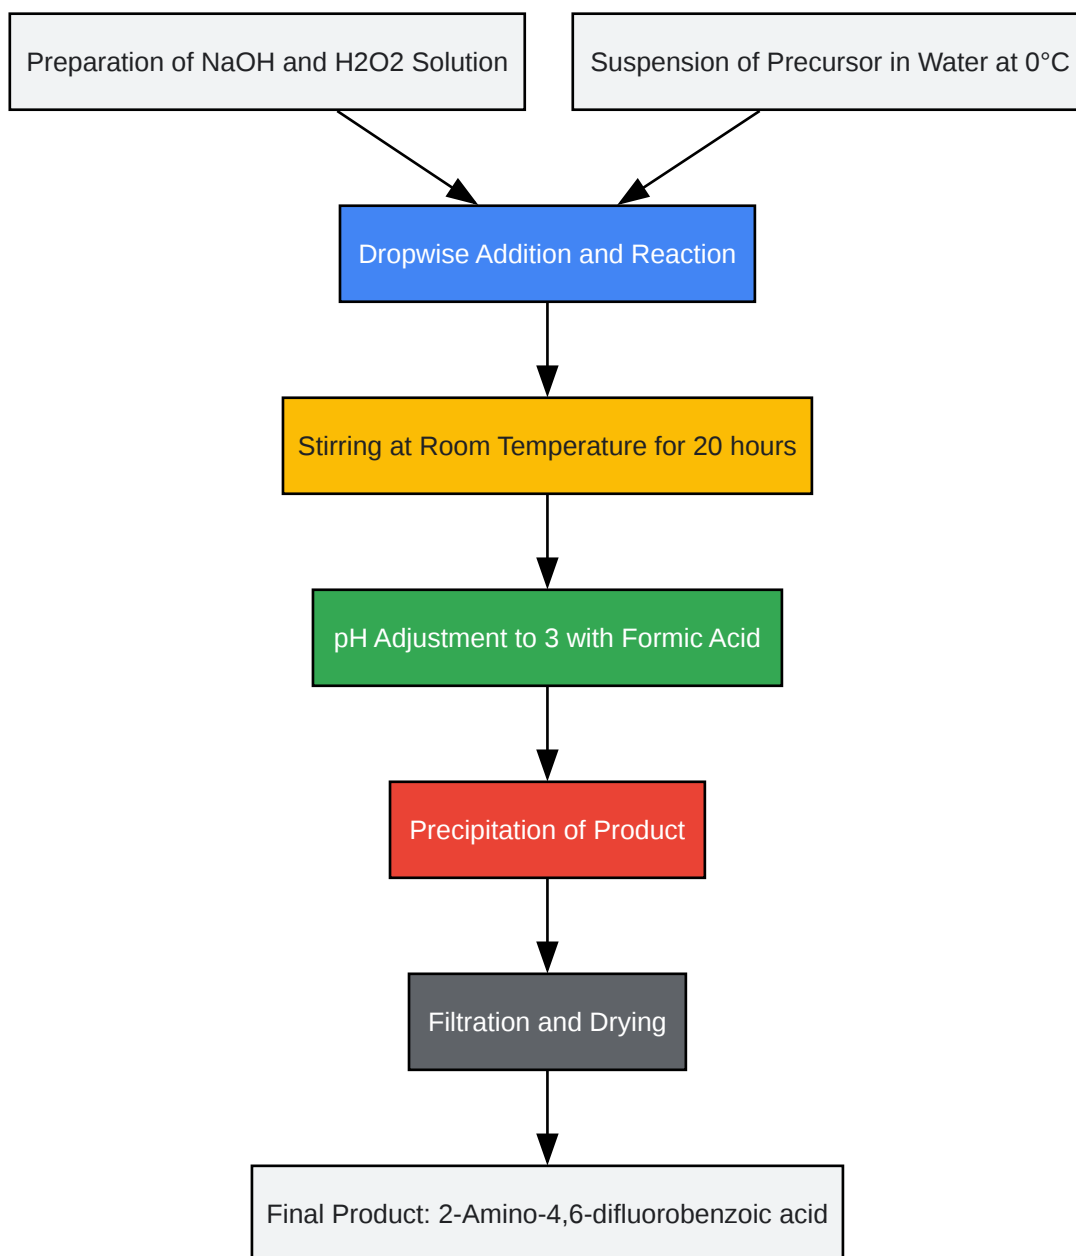 Preparation of NaOH and H2O2 Solution
Suspension of Precursor in Water at 0°C
Dropwise Addition and Reaction
Stirring at Room Temperature for 20 hours
pH Adjustment to 3 with Formic Acid
Precipitation of Product
Filtration and Drying
Final Product: 2-Amino-4,6-difluorobenzoic acid